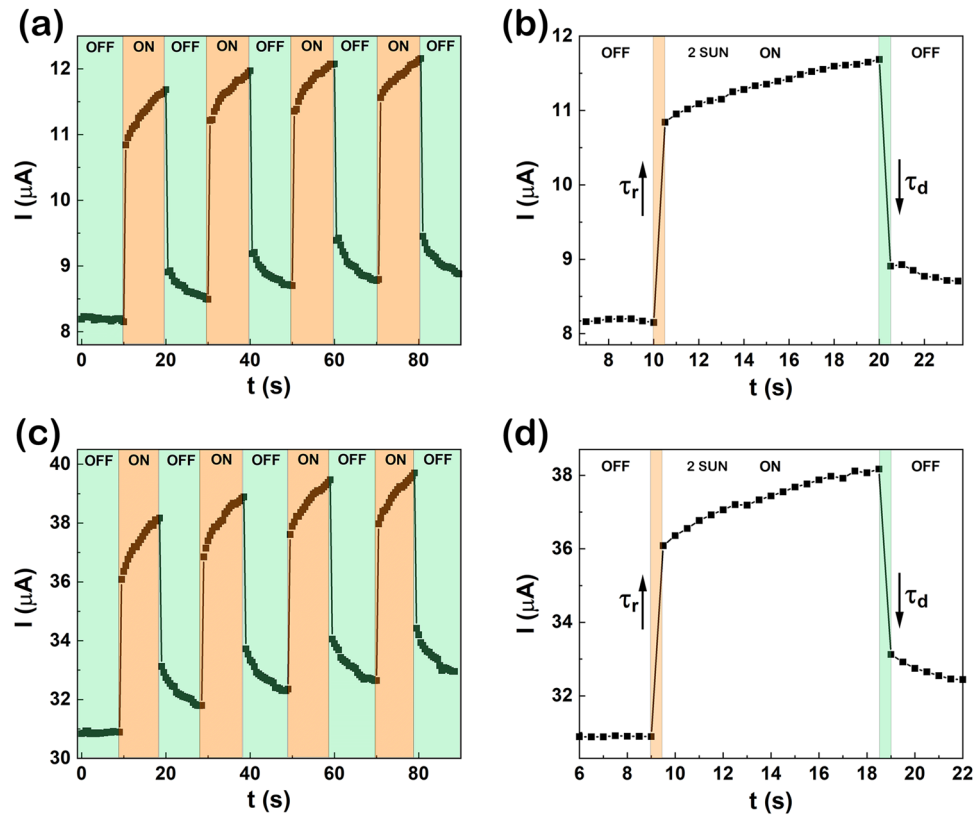 (a)
OFF ON OFF ON OFF ON OFF ON OFF
12
11
10
9
8
I (μA)
0 20 40 60 80
t (s)
(b)
OFF 2 SUN ON OFF
12
11
10
9
8
I (μA)
τr
τd
8 10 12 14 16 18 20 22
t (s)
(c)
OFF ON OFF ON OFF ON OFF ON OFF
40
38
36
34
32
30
I (μA)
0 20 40 60 80
t (s)
(d)
OFF 2 SUN ON OFF
38
36
34
32
I (μA)
τr
τd
6 8 10 12 14 16 18 20 22
t (s)